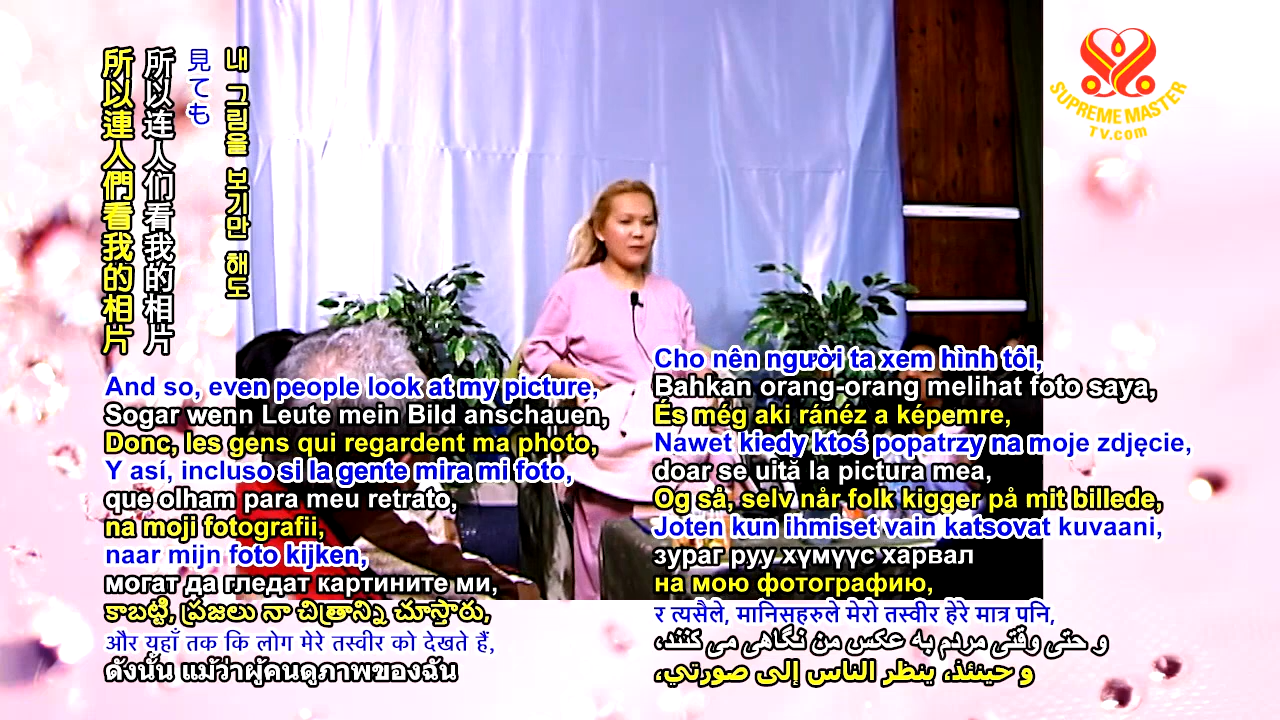 所以連人們看我的相片
所以连人们看我的相片
見ても
내 그림을 보기만 해도
SUPREME MASTER
TV.com
And so, even people look at my picture,
Sogar wenn Leute mein Bild anschauen,
Donc, les gens qui regardent ma photo,
Y así, incluso si la gente mira mi foto,
que olham para meu retrato,
na moji fotografii,
naar mijn foto kijken,
могат да гледат картините ми,
కాబట్టి, ప్రజలు నా చిత్రాన్ని చూస్తారు,
और यहाँ तक कि लोग मेरे तस्वीर को देखते हैं,
ดังนั้น แม้ว่าผู้คนดูภาพของฉัน
Cho nên người ta xem hình tôi,
Bahkan orang-orang melihat foto saya,
És még aki ránéz a képemre,
Nawet kiedy ktoś popatrzy na moje zdjęcie,
doar se uită la pictura mea,
Og så, selv når folk kigger på mit billede,
Joten kun ihmiset vain katsovat kuvaani,
зураг руу хүмүүс харвал
на мою фотографию,
र त्यसैले, मानिसहरुले मेरो तस्वीर हेरे मात्र पनि,
و حتی وقتی مردم به عکس من نگاهی می کنند،
و حينئذ، ينظر الناس إلى صورتي،